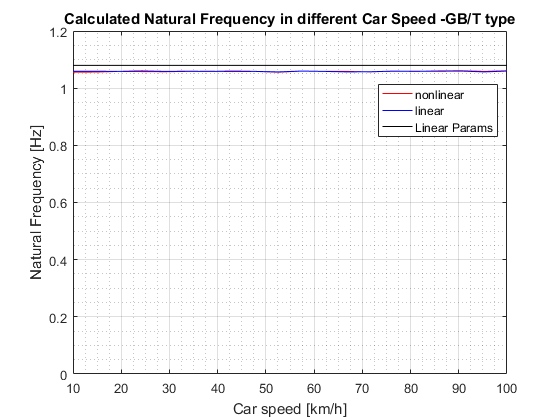 Calculated Natural Frequency in different Car Speed -GB/T type
1.2
1
0.8
0.6
0.4
0.2
0
Natural Frequency [Hz]
nonlinear
linear
Linear Params
10 20 30 40 50 60 70 80 90 100
Car speed [km/h]